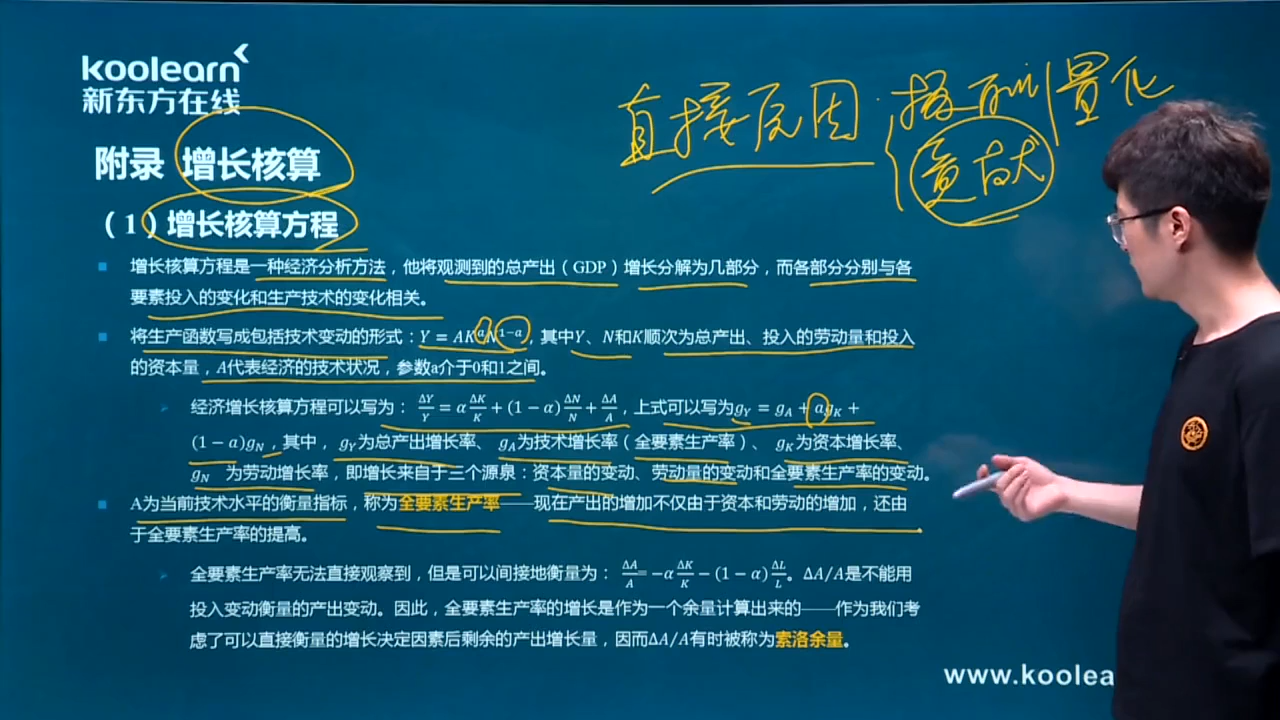 koolearn
新东方在线
直接原因
量化
贡献
附录 增长核算
（1）增长核算方程
增长核算方程是一种经济分析方法，他将观测到的总产出（GDP）增长分解为几部分，而各部分分别与各
要素投入的变化和生产技术的变化相关。
将生产函数写成包括技术变动的形式：Y = AK^a N^{1-a}，其中Y、N和K顺次为总产出、投入的劳动量和投入
的资本量，A代表经济的技术状况，参数a介于0和1之间。
经济增长核算方程可以写为：ΔY/Y = α ΔK/K + (1 − α) ΔN/N + ΔA/A，上式可以写为g_Y = g_A + a g_K +
(1 − a)g_N，其中， g_Y为总产出增长率、 g_A为技术增长率（全要素生产率）、 g_K为资本增长率、
g_N 为劳动增长率，即增长来自于三个源泉：资本量的变动、劳动量的变动和全要素生产率的变动。
A为当前技术水平的衡量指标，称为全要素生产率——现在产出的增加不仅由于资本和劳动的增加，还由
于全要素生产率的提高。
全要素生产率无法直接观察到，但是可以间接地衡量为： ΔA/A = −α ΔK/K − (1 − α) ΔL/L。ΔA/A是不能用
投入变动衡量的产出变动。因此，全要素生产率的增长是作为一个余量计算出来的——作为我们考
虑了可以直接衡量的增长决定因素后剩余的产出增长量，因而ΔA/A有时被称为索洛余量。
www.koolea